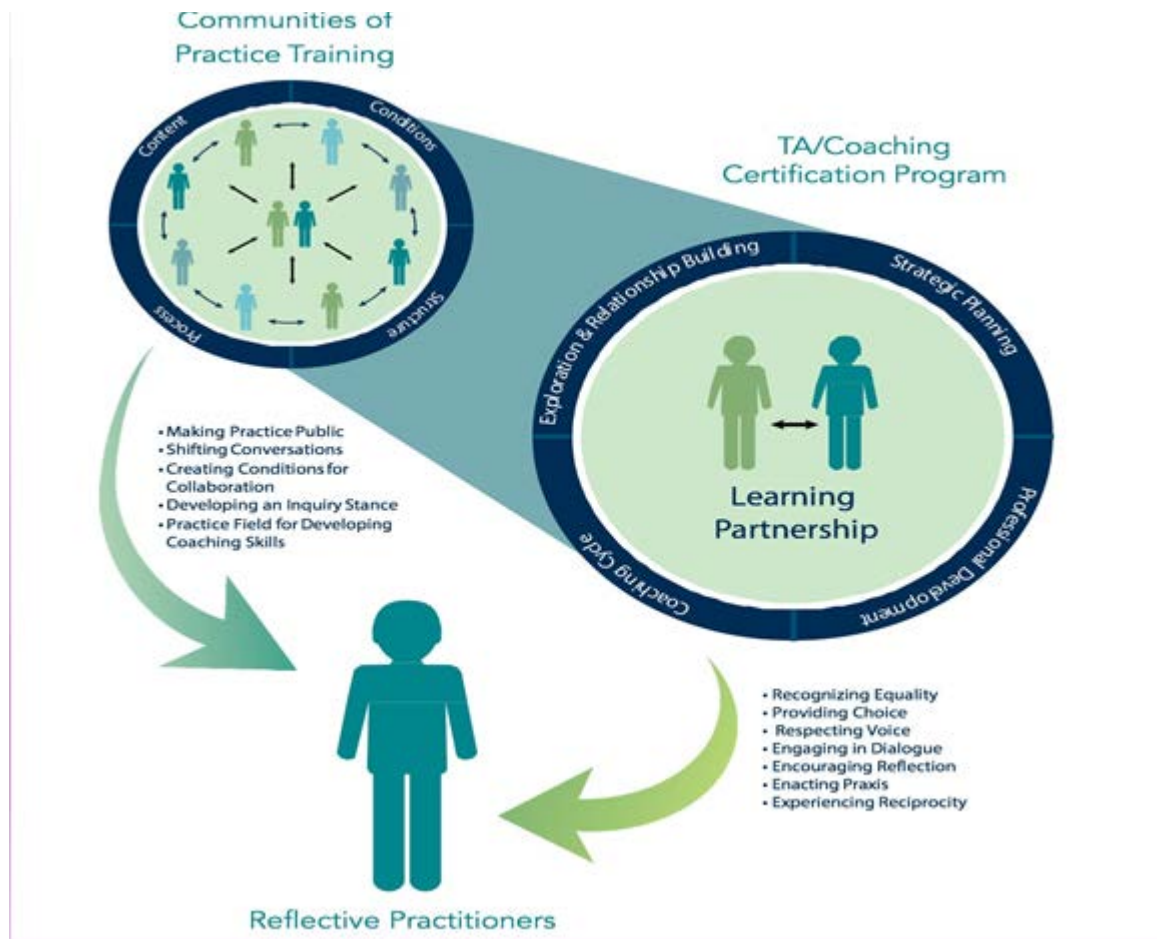 Communities of
Practice Training
Content
Conditions
Process
Structure
TA/Coaching
Certification Program
Exploration & Relationship Building
Strategic Planning
Coaching Cycle
Professional Development
Learning
Partnership
• Making Practice Public
• Shifting Conversations
• Creating Conditions for
Collaboration
• Developing an Inquiry Stance
• Practice Field for Developing
Coaching Skills
• Recognizing Equality
• Providing Choice
• Respecting Voice
• Engaging in Dialogue
• Encouraging Reflection
• Enacting Praxis
• Experiencing Reciprocity
Reflective Practitioners